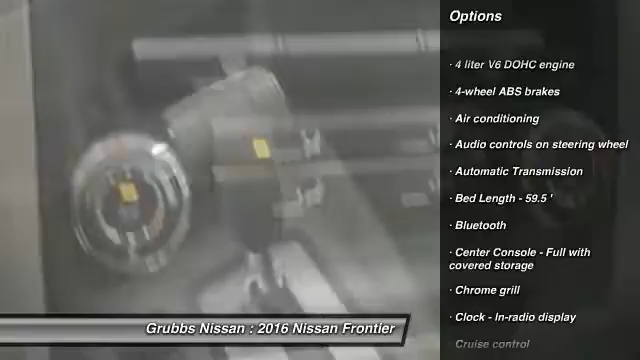 Options
· 4 liter V6 DOHC engine
· 4-wheel ABS brakes
· Air conditioning
· Audio controls on steering wheel
· Automatic Transmission
· Bed Length - 59.5 '
· Bluetooth
· Center Console - Full with
covered storage
· Chrome grill
· Clock - In-radio display
Cruise control
Grubbs Nissan : 2016 Nissan Frontier